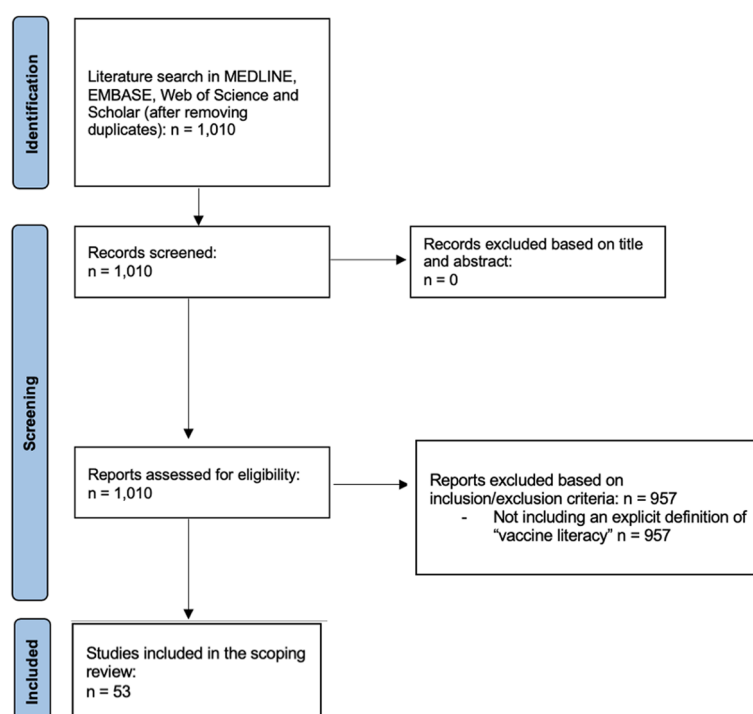 Identification
Literature search in MEDLINE,
EMBASE, Web of Science and
Scholar (after removing
duplicates): n = 1,010
Screening
Records screened:
n = 1,010
Records excluded based on title
and abstract:
n = 0
Reports assessed for eligibility:
n = 1,010
Reports excluded based on
inclusion/exclusion criteria: n = 957
- Not including an explicit definition of
“vaccine literacy” n = 957
Included
Studies included in the scoping
review:
n = 53